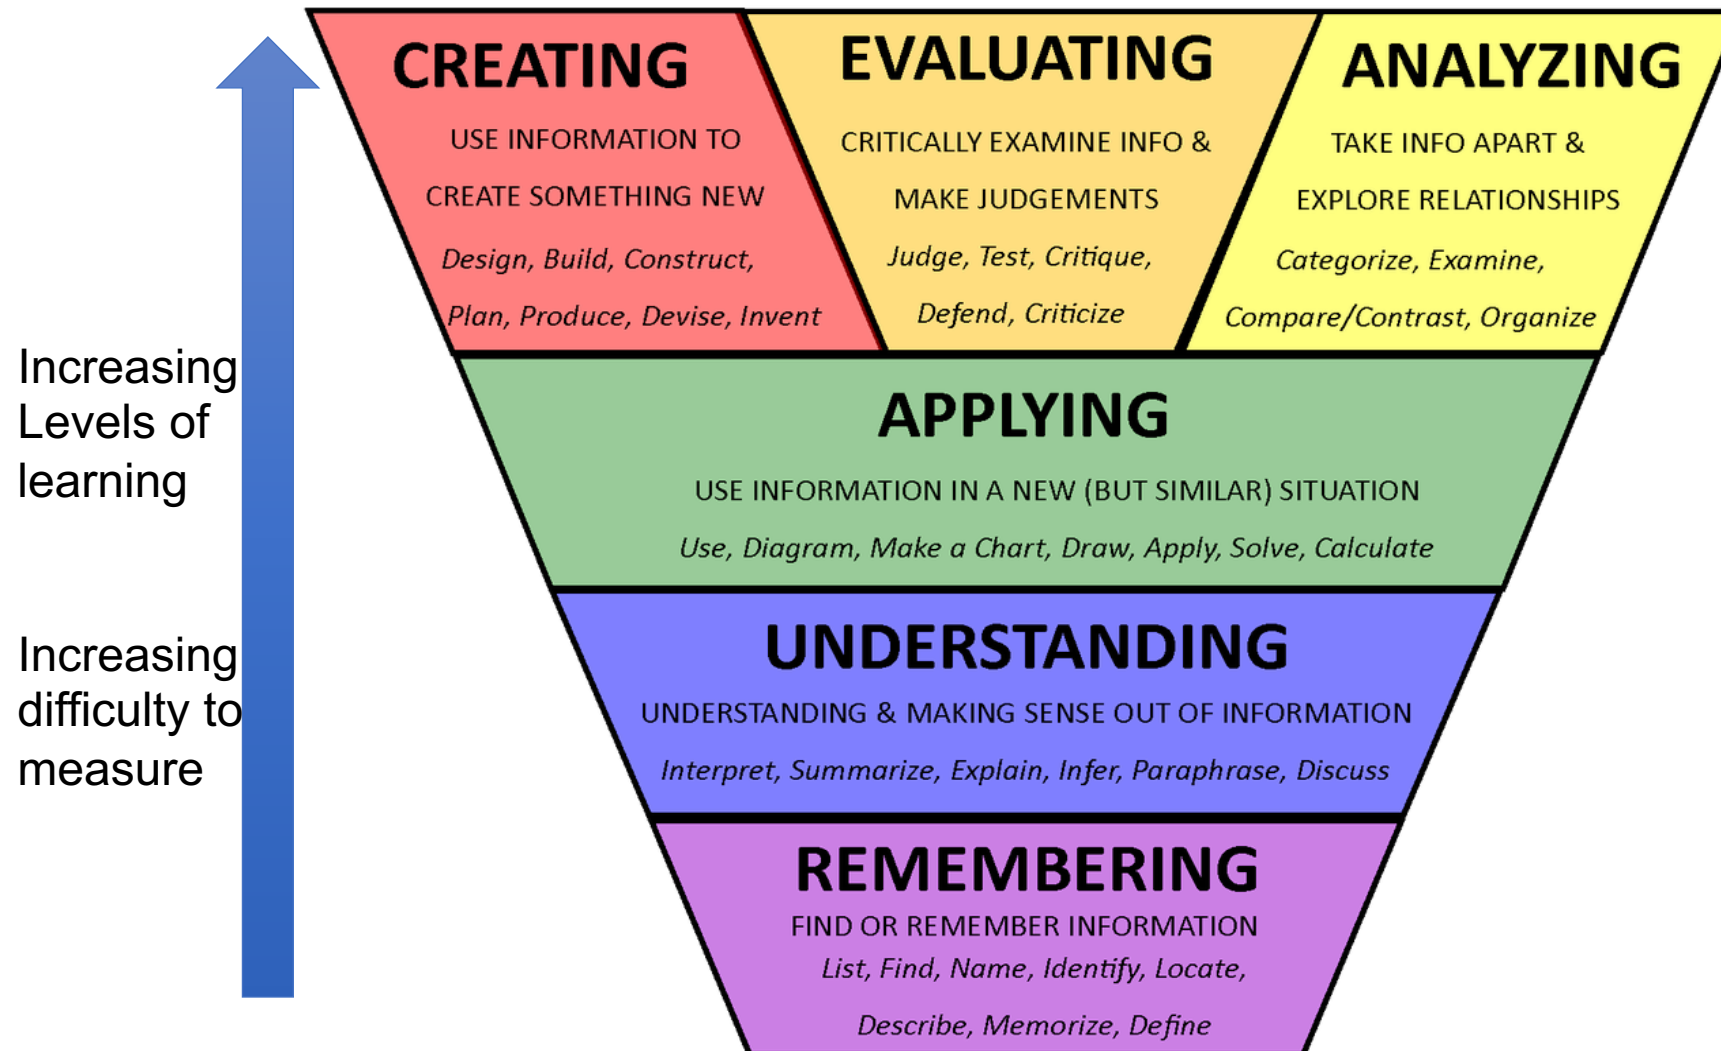 CREATING
USE INFORMATION TO
CREATE SOMETHING NEW
Design, Build, Construct,
Plan, Produce, Devise, Invent
EVALUATING
CRITICALLY EXAMINE INFO &
MAKE JUDGEMENTS
Judge, Test, Critique,
Defend, Criticize
ANALYZING
TAKE INFO APART &
EXPLORE RELATIONSHIPS
Categorize, Examine,
Compare/Contrast, Organize
Increasing
Levels of
learning
APPLYING
USE INFORMATION IN A NEW (BUT SIMILAR) SITUATION
Use, Diagram, Make a Chart, Draw, Apply, Solve, Calculate
Increasing
difficulty to
measure
UNDERSTANDING
UNDERSTANDING & MAKING SENSE OUT OF INFORMATION
Interpret, Summarize, Explain, Infer, Paraphrase, Discuss
REMEMBERING
FIND OR REMEMBER INFORMATION
List, Find, Name, Identify, Locate,
Describe, Memorize, Define